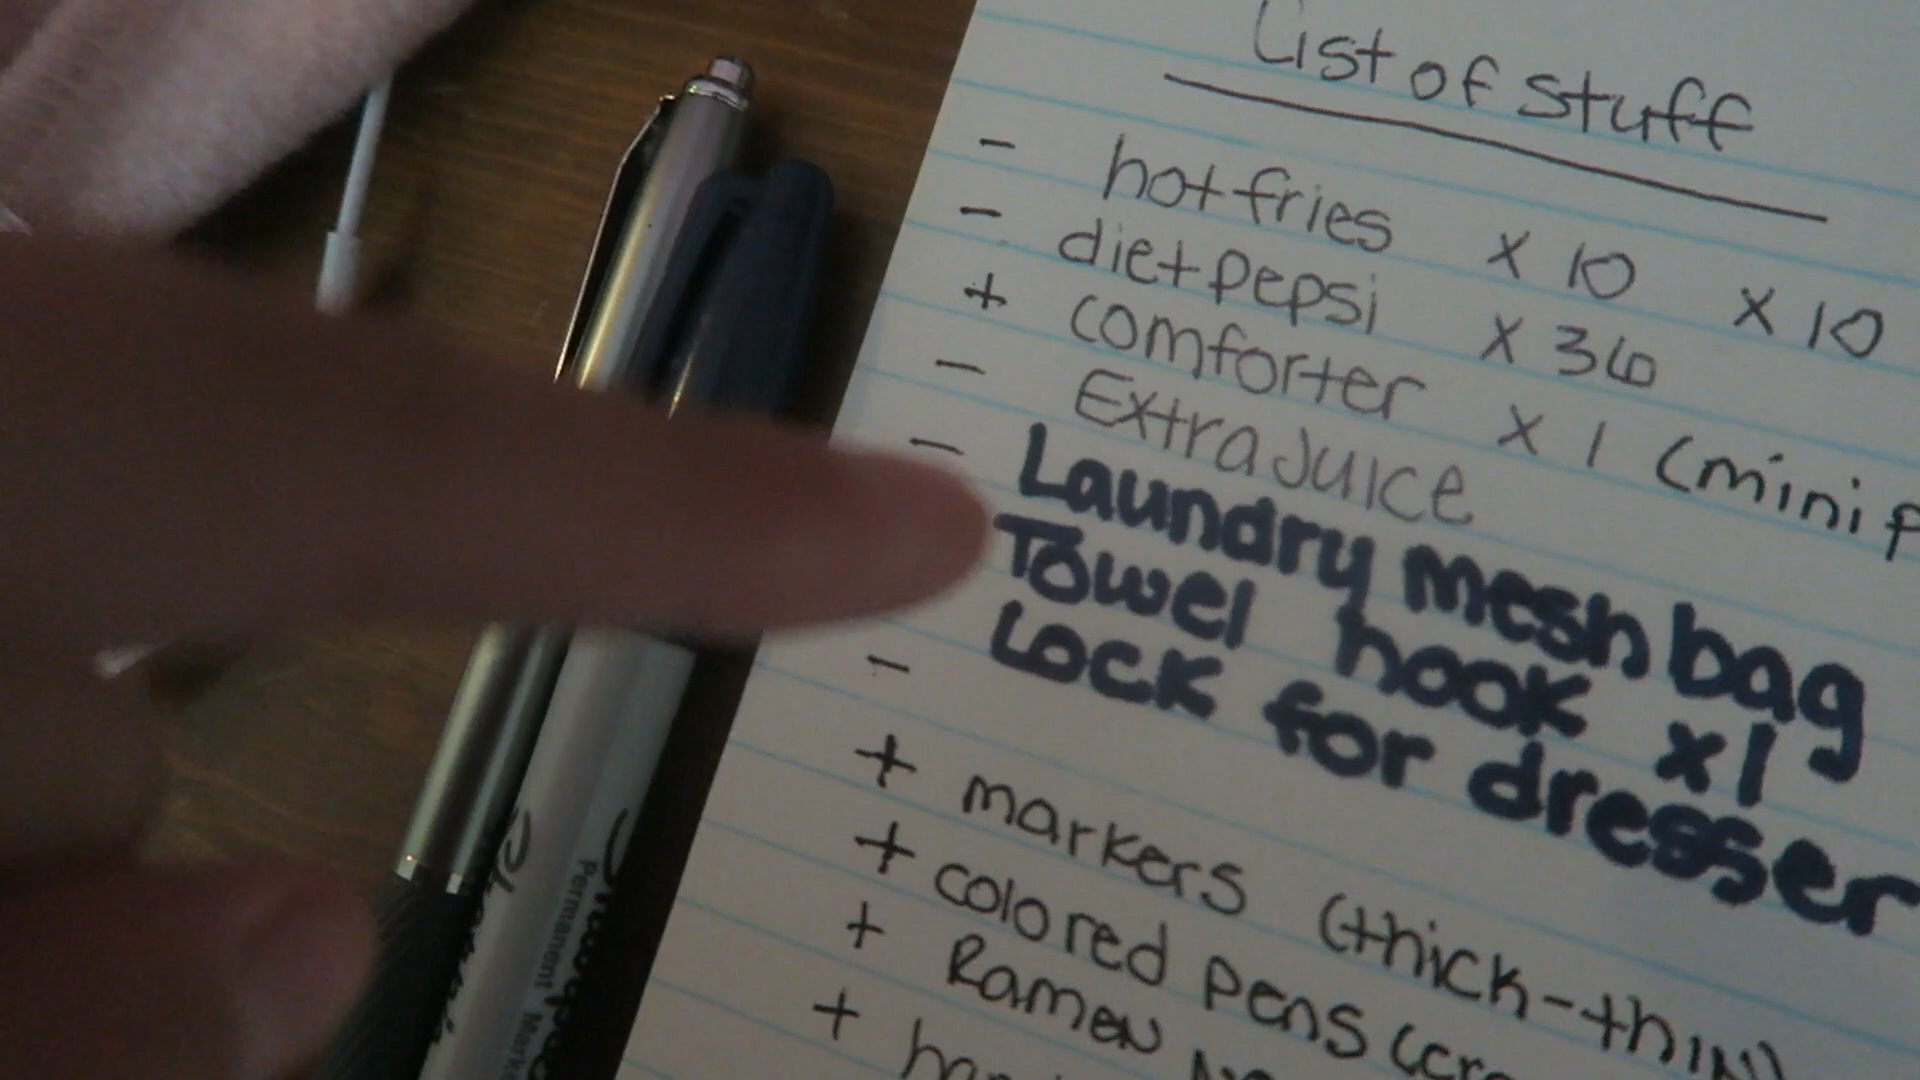 List of Stuff
- hot fries x 10 x 10
- diet pepsi x 36
+ comforter x 1 (mini
- Extra Juice
- Laundry mesh bag
Towel hook x1
- Lock for dresser
+ markers (thick-thin)
+ colored pens
+ Ramen
+
Permanent